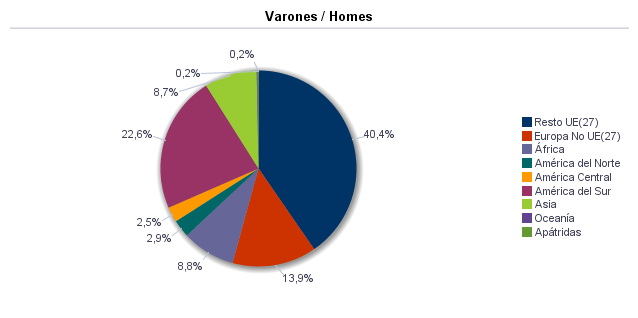 Varones / Homes
0,2%
0,2%
8,7%
22,6%
40,4%
2,5%
2,9%
8,8%
13,9%
Resto UE(27)
Europa No UE(27)
África
América del Norte
América Central
América del Sur
Asia
Oceanía
Apátridas